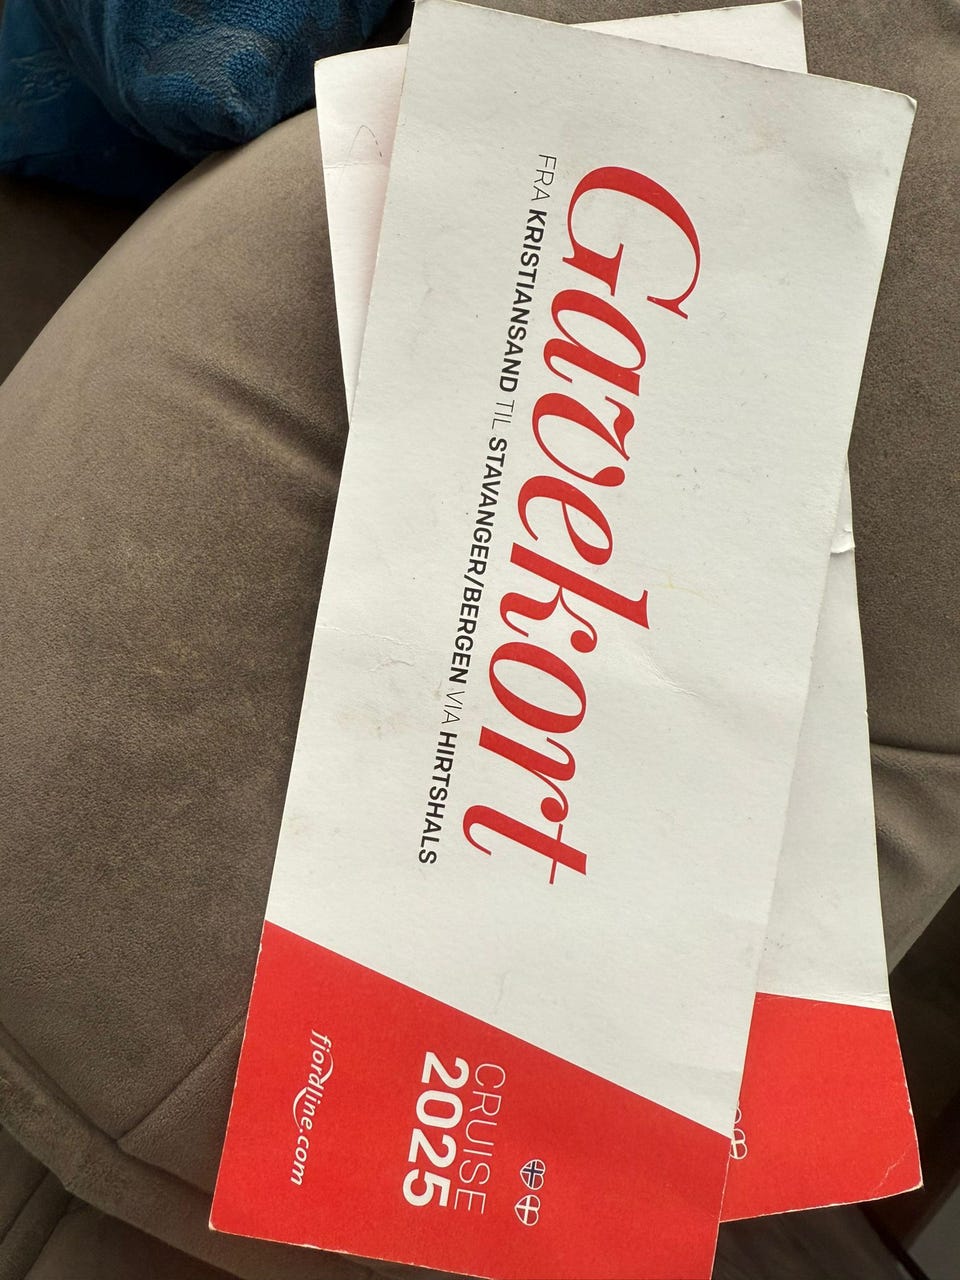 Gavekort
FRA KRISTIANSAND TIL STAVANGER/BERGEN VIA HIRTSHALS
CRUISE
2025
fjordline.com